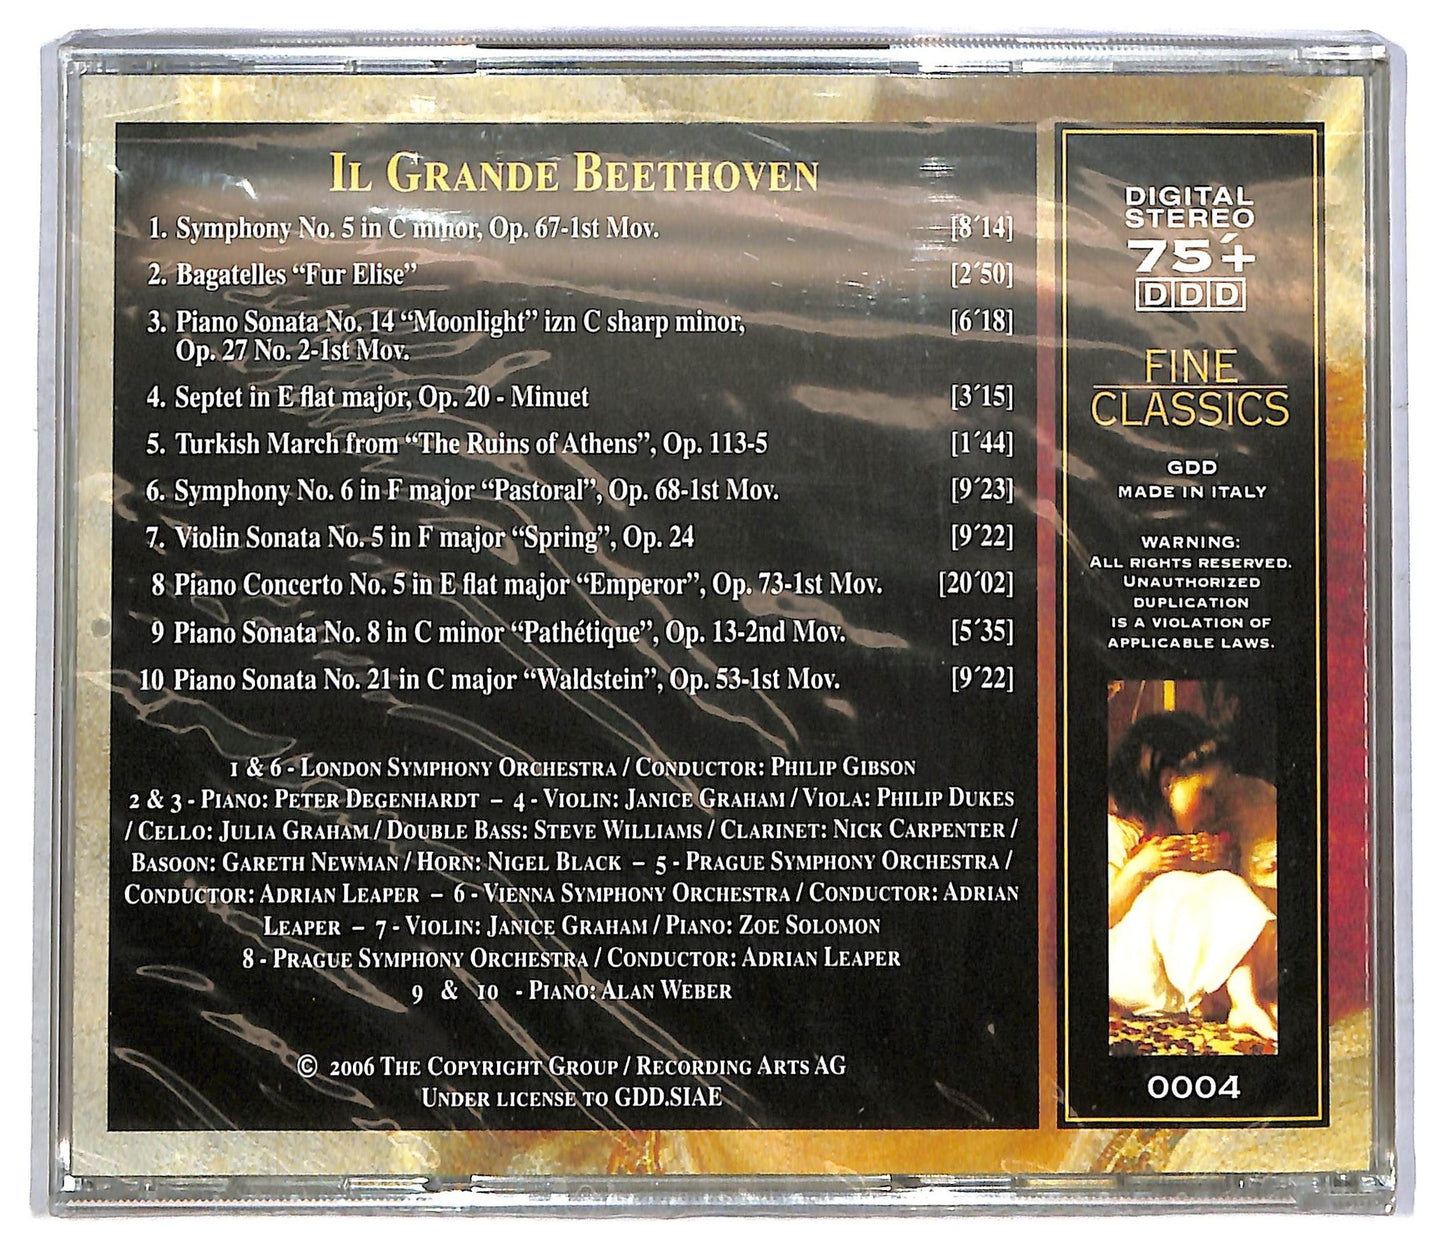 IL GRANDE BEETHOVEN
1. Symphony No. 5 in C minor, Op. 67-1st Mov. [8´14]
2. Bagatelles “Fur Elise” [2´50]
3. Piano Sonata No. 14 “Moonlight” izn C sharp minor, [6´18]
Op. 27 No. 2-1st Mov.
4. Septet in E flat major, Op. 20 - Minuet [3´15]
5. Turkish March from “The Ruins of Athens”, Op. 113-5 [1´44]
6. Symphony No. 6 in F major “Pastoral”, Op. 68-1st Mov. [9´23]
7. Violin Sonata No. 5 in F major “Spring”, Op. 24 [9´22]
8 Piano Concerto No. 5 in E flat major “Emperor”, Op. 73-1st Mov. [20´02]
9 Piano Sonata No. 8 in C minor “Pathétique”, Op. 13-2nd Mov. [5´35]
10 Piano Sonata No. 21 in C major “Waldstein”, Op. 53-1st Mov. [9´22]
1 & 6 - LONDON SYMPHONY ORCHESTRA / CONDUCTOR: PHILIP GIBSON
2 & 3 - PIANO: PETER DEGENHARDT – 4 - VIOLIN: JANICE GRAHAM / VIOLA: PHILIP DUKES
/ CELLO: JULIA GRAHAM / DOUBLE BASS: STEVE WILLIAMS / CLARINET: NICK CARPENTER /
BASOON: GARETH NEWMAN / HORN: NIGEL BLACK – 5 - PRAGUE SYMPHONY ORCHESTRA /
CONDUCTOR: ADRIAN LEAPER – 6 - VIENNA SYMPHONY ORCHESTRA / CONDUCTOR: ADRIAN
LEAPER – 7 - VIOLIN: JANICE GRAHAM / PIANO: ZOE SOLOMON
8 - PRAGUE SYMPHONY ORCHESTRA / CONDUCTOR: ADRIAN LEAPER
9 & 10 - PIANO: ALAN WEBER
© 2006 THE COPYRIGHT GROUP / RECORDING ARTS AG
UNDER LICENSE TO GDD.SIAE
DIGITAL
STEREO
75´+
DDD
FINE
CLASSICS
GDD
MADE IN ITALY
WARNING:
ALL RIGHTS RESERVED.
UNAUTHORIZED
DUPLICATION
IS A VIOLATION OF
APPLICABLE LAWS.
0004